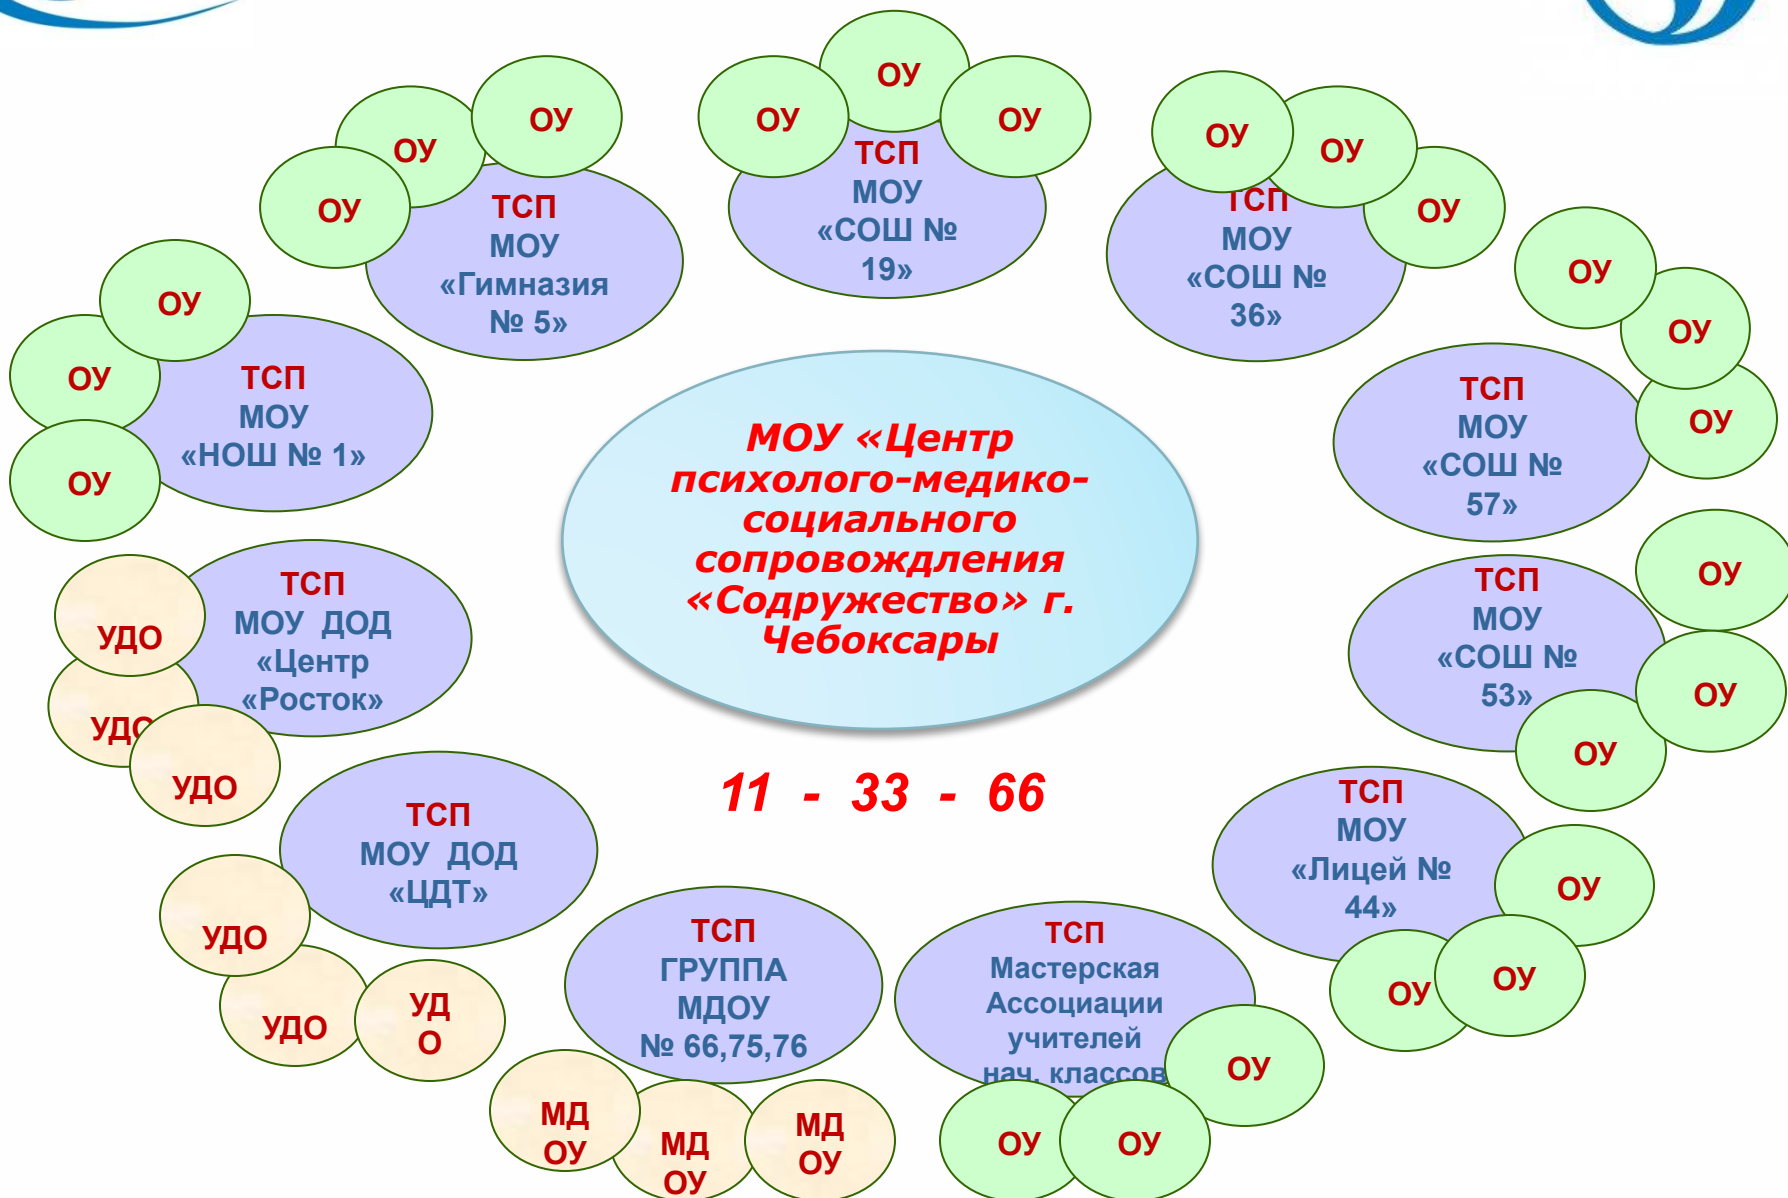 ОУ
ОУ
ОУ
ТСП
МОУ
«СОШ №
19»
ОУ
ОУ
ОУ
ТСП
МОУ
«СОШ №
36»
ОУ
ОУ
ОУ
ТСП
МОУ
«СОШ №
57»
ОУ
ОУ
ОУ
ТСП
МОУ
«СОШ №
53»
ОУ
ОУ
ОУ
ТСП
МОУ
«Лицей №
44»
ОУ
ОУ
ОУ
ТСП
Мастерская
Ассоциации
учителей
нач. классов
ОУ
ОУ
ОУ
ТСП
ГРУППА
МДОУ
№ 66,75,76
МД
ОУ
МД
ОУ
МД
ОУ
ТСП
МОУ ДОД
«ЦДТ»
УДО
УДО
УД
О
ТСП
МОУ ДОД
«Центр
«Росток»
УДО
УДО
УДО
ТСП
МОУ
«НОШ № 1»
ОУ
ОУ
ОУ
ТСП
МОУ
«Гимназия
№ 5»
ОУ
ОУ
ОУ
МОУ «Центр
психолого-медико-
социального
сопровождления
«Содружество» г.
Чебоксары
11 - 33 - 66